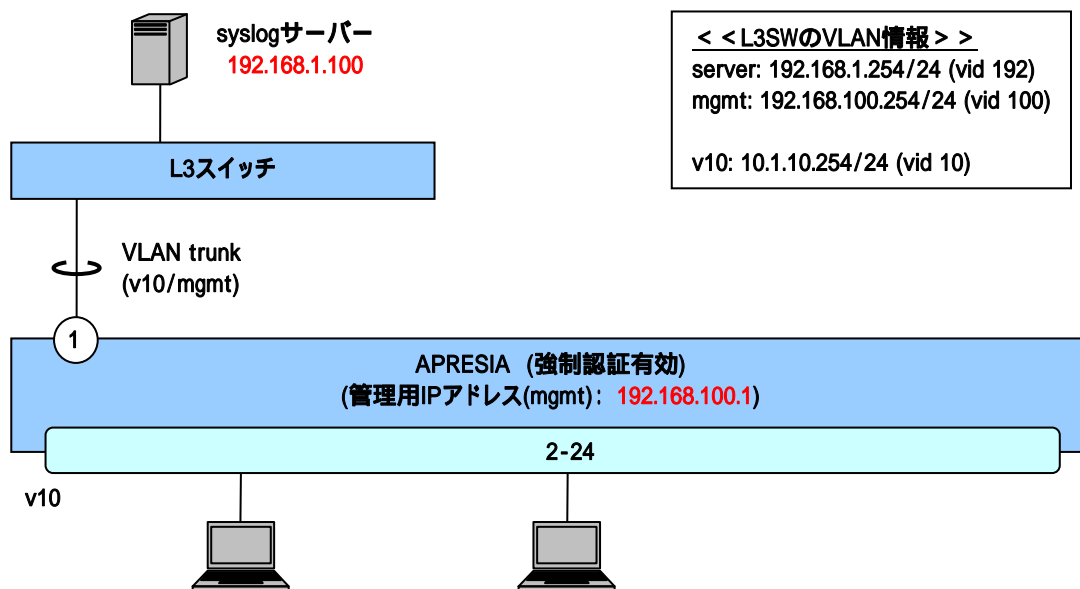 syslogサーバー
192.168.1.100
＜＜L3SWのVLAN情報＞＞
server: 192.168.1.254/24 (vid 192)
mgmt: 192.168.100.254/24 (vid 100)
v10: 10.1.10.254/24 (vid 10)
L3スイッチ
VLAN trunk
(v10/mgmt)
1
APRESIA (強制認証有効)
(管理用IPアドレス(mgmt)： 192.168.100.1)
2-24
v10